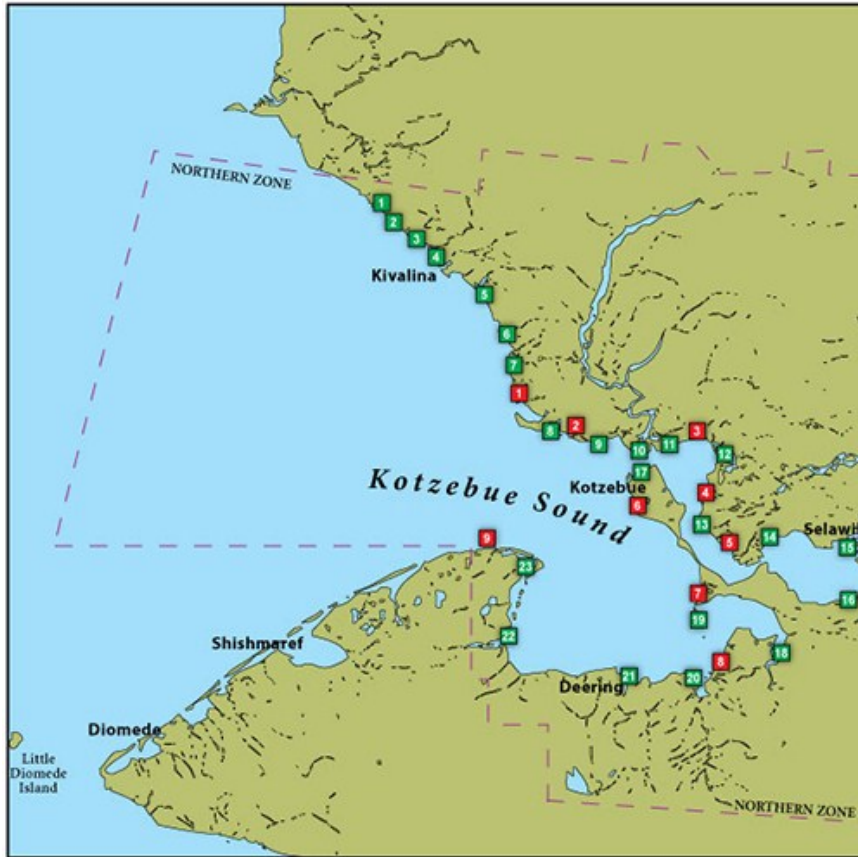 NORTHERN ZONE
1
2
3
4
Kivalina
5
6
7
1
8
2
9
10
11
3
12
17
Kotzebue
6
4
13
5
14
Selawi
15
Kotzebue Sound
9
23
7
19
16
Shishmaref
22
18
8
Deering
21
20
Diomede
Little
Diomede
Island
NORTHERN ZONE